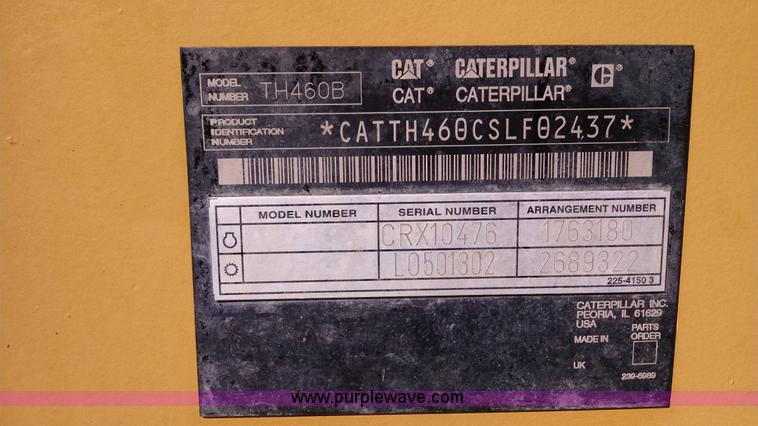 CAT® CATERPILLAR®
MODEL NUMBER TH460B
CAT® CATERPILLAR®
PRODUCT IDENTIFICATION NUMBER *CATTH460CSLF02437*
MODEL NUMBER SERIAL NUMBER ARRANGEMENT NUMBER
CRX10476 1763180
L0501302 2689322
225-4150 3
CATERPILLAR INC.
PEORIA, IL 61629
USA
PARTS
MADE IN ORDER
UK
239-6989
www.purplewave.com